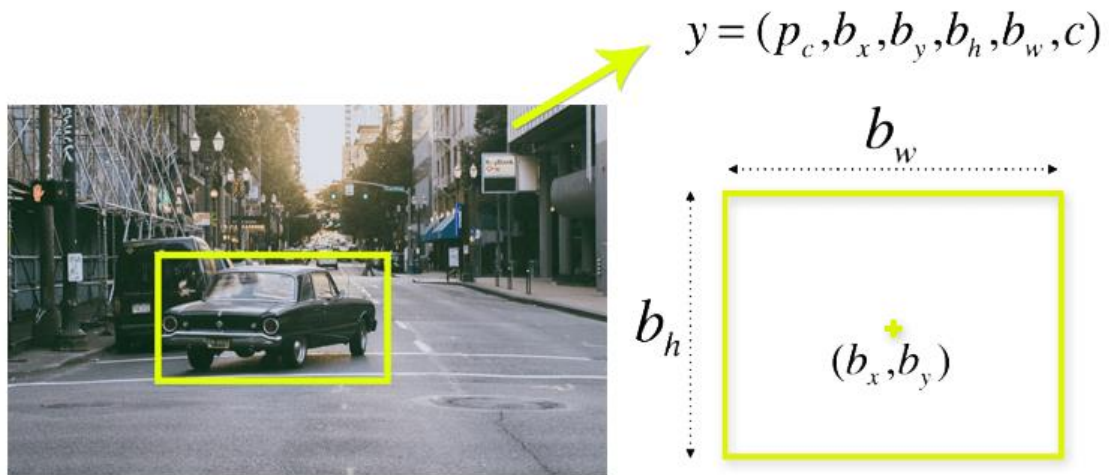 y = (p_c, b_x, b_y, b_h, b_w, c)
b_w
b_h
(b_x, b_y)